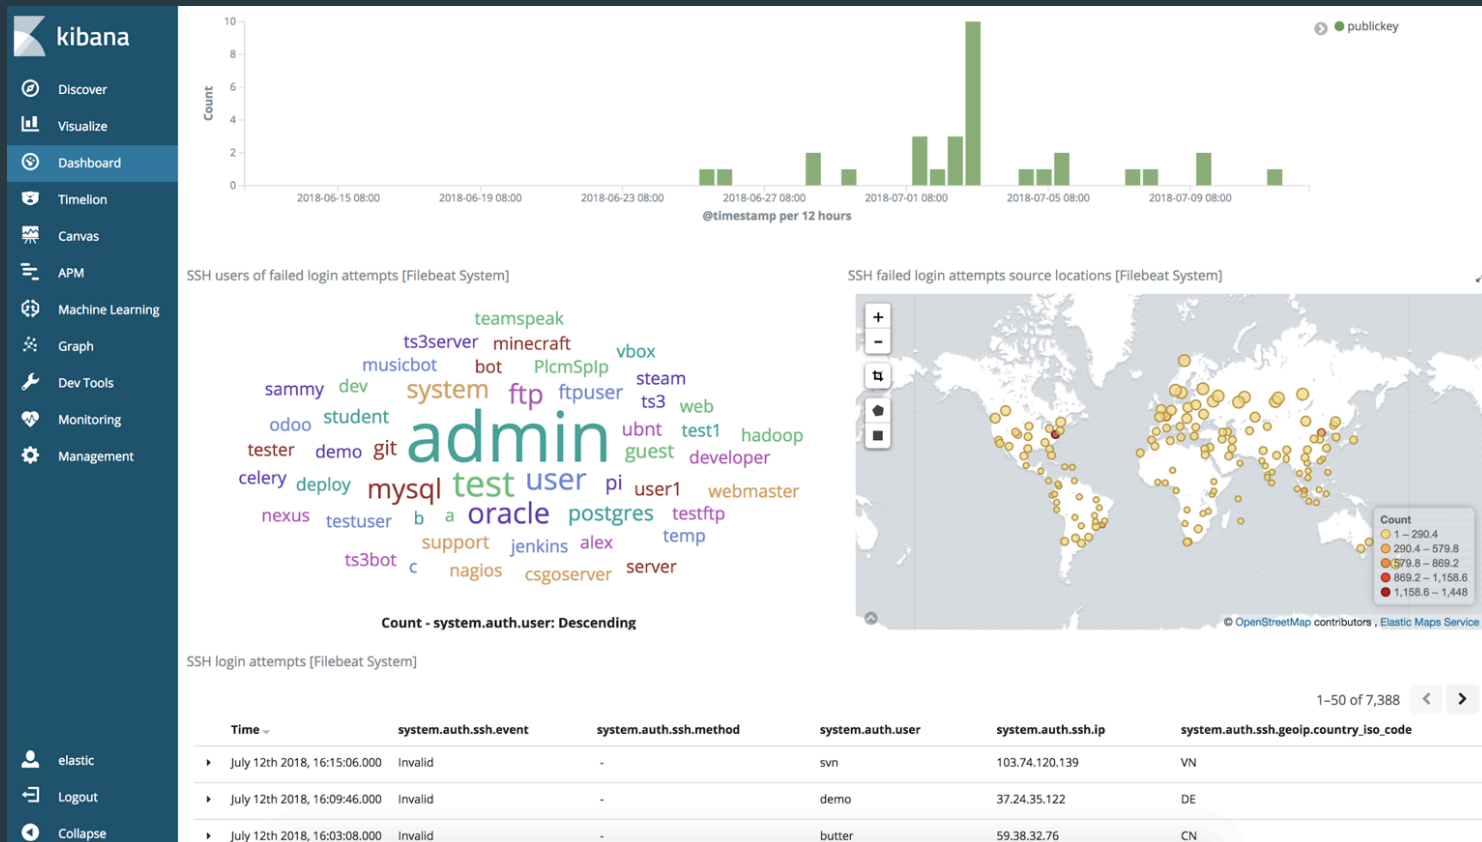 kibana
Discover
Visualize
Dashboard
Timelion
Canvas
APM
Machine Learning
Graph
Dev Tools
Monitoring
Management
elastic
Logout
Collapse
10
8
6
4
2
0
Count
2018-06-15 08:00 2018-06-19 08:00 2018-06-23 08:00 2018-06-27 08:00 2018-07-01 08:00 2018-07-05 08:00 2018-07-09 08:00
@timestamp per 12 hours
publickey
SSH users of failed login attempts [Filebeat System]
teamspeak
ts3server minecraft
vbox
musicbot bot PlcmSpIp
steam
sammy dev system ftp ftpuser ts3
web
odoo student
admin
ubnt test1 hadoop
tester demo git guest developer
celery deploy mysql test user pi user1 webmaster
nexus testuser b a oracle postgres testftp
support jenkins alex temp
ts3bot c nagios csgoserver server
Count - system.auth.user: Descending
SSH failed login attempts source locations [Filebeat System]
+
−
Count
1 – 290.4
290.4 – 579.8
579.8 – 869.2
869.2 – 1,158.6
1,158.6 – 1,448
© OpenStreetMap contributors , Elastic Maps Service
SSH login attempts [Filebeat System]
1–50 of 7,388
Time system.auth.ssh.event system.auth.ssh.method system.auth.user system.auth.ssh.ip system.auth.ssh.geoip.country_iso_code
July 12th 2018, 16:15:06.000 Invalid - svn 103.74.120.139 VN
July 12th 2018, 16:09:46.000 Invalid - demo 37.24.35.122 DE
July 12th 2018, 16:03:08.000 Invalid - butter 59.38.32.76 CN